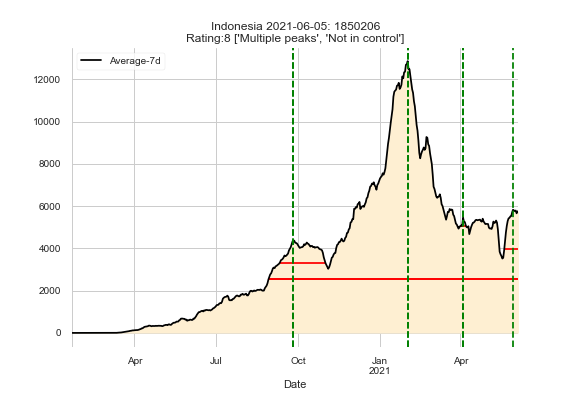 Indonesia 2021-06-05: 1850206
Rating:8 ['Multiple peaks', 'Not in control']
Average-7d
12000
10000
8000
6000
4000
2000
0
Apr Jul Oct Jan Apr
2021
Date